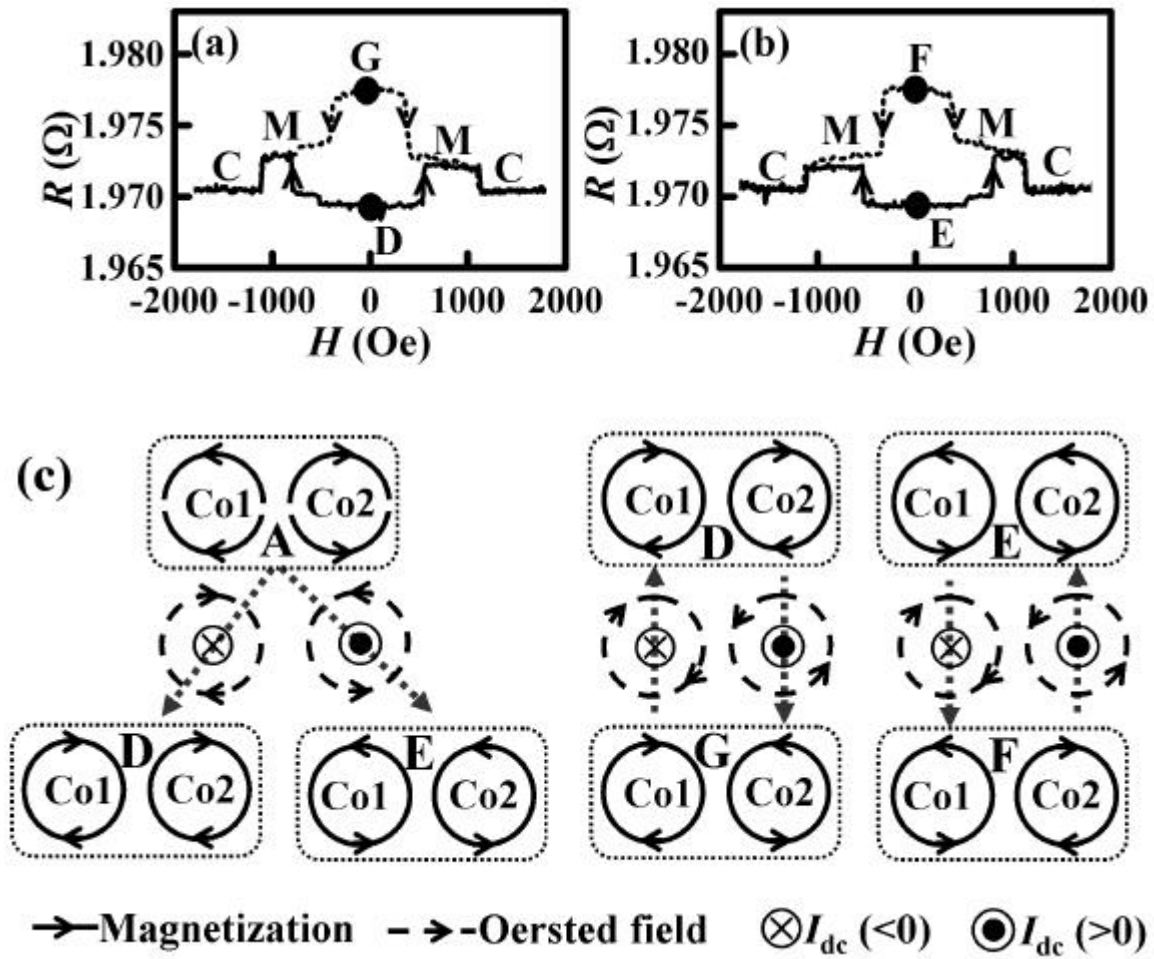 (a)
G
M
M
C
C
D
1.980
1.975
1.970
1.965
R (Ω)
-2000 -1000 0 1000 2000
H (Oe)
(b)
F
M
M
C
C
E
1.980
1.975
1.970
1.965
R (Ω)
-2000 -1000 0 1000 2000
H (Oe)
(c)
Co1 Co2
A
Co1 Co2
D
Co1 Co2
E
D
Co1 Co2
E
Co1 Co2
G
Co1 Co2
F
Co1 Co2
Magnetization Oersted field I_dc (<0) I_dc (>0)